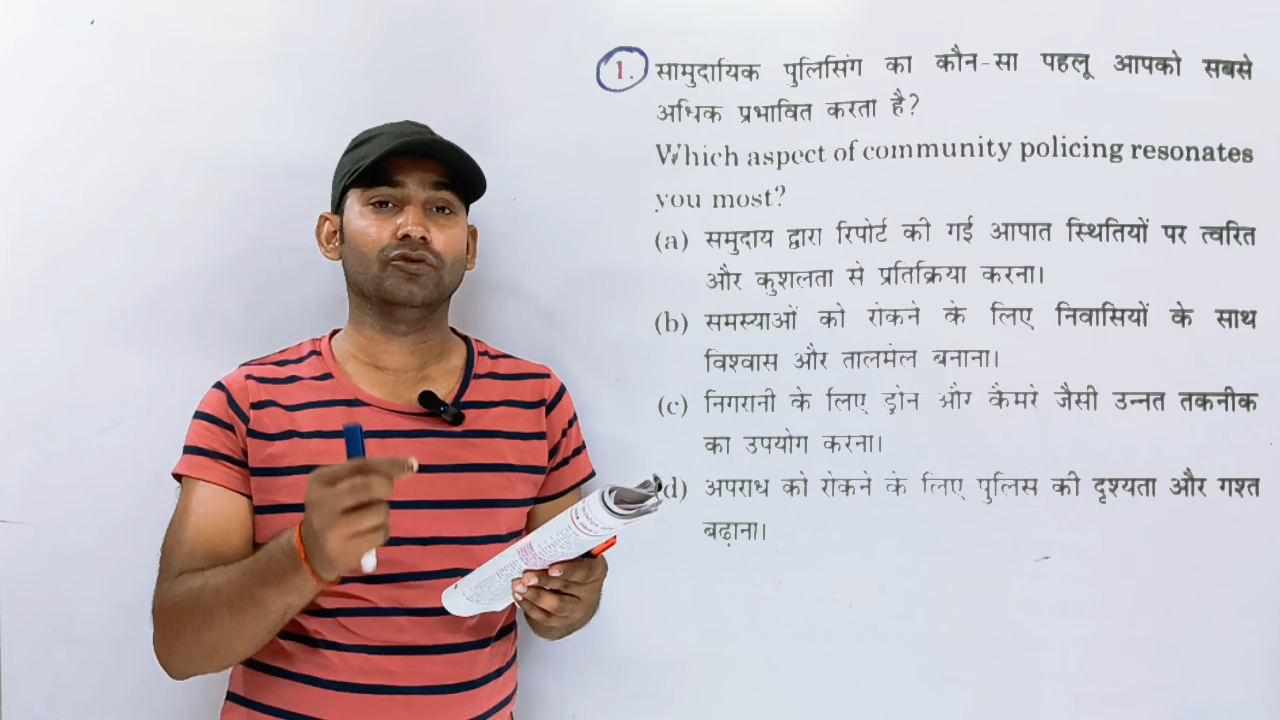 1. सामुदायिक पुलिसिंग का कौन-सा पहलू आपको सबसे
अधिक प्रभावित करता है?
Which aspect of community policing resonates
you most?
(a) समुदाय द्वारा रिपोर्ट की गई आपात स्थितियों पर त्वरित
और कुशलता से प्रतिक्रिया करना।
(b) समस्याओं को रोकने के लिए निवासियों के साथ
विश्वास और तालमेल बनाना।
(c) निगरानी के लिए ड्रोन और कैमरे जैसी उन्नत तकनीक
का उपयोग करना।
d) अपराध को रोकने के लिए पुलिस की दृश्यता और गश्त
बढ़ाना।